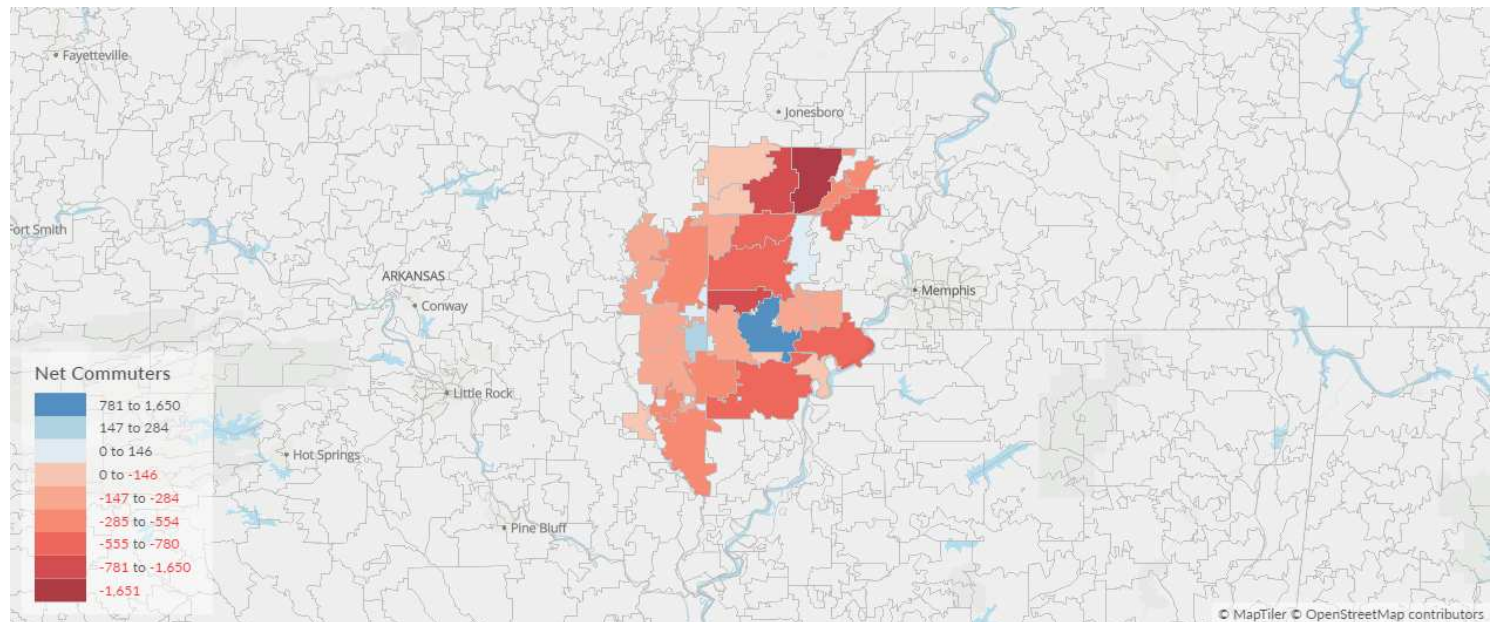 Fayetteville
Jonesboro
Fort Smith
ARKANSAS
Conway
Memphis
Little Rock
Hot Springs
Pine Bluff
Net Commuters
781 to 1,650
147 to 284
0 to 146
0 to -146
-147 to -284
-285 to -554
-555 to -780
-781 to -1,650
-1,651
© MapTiler © OpenStreetMap contributors